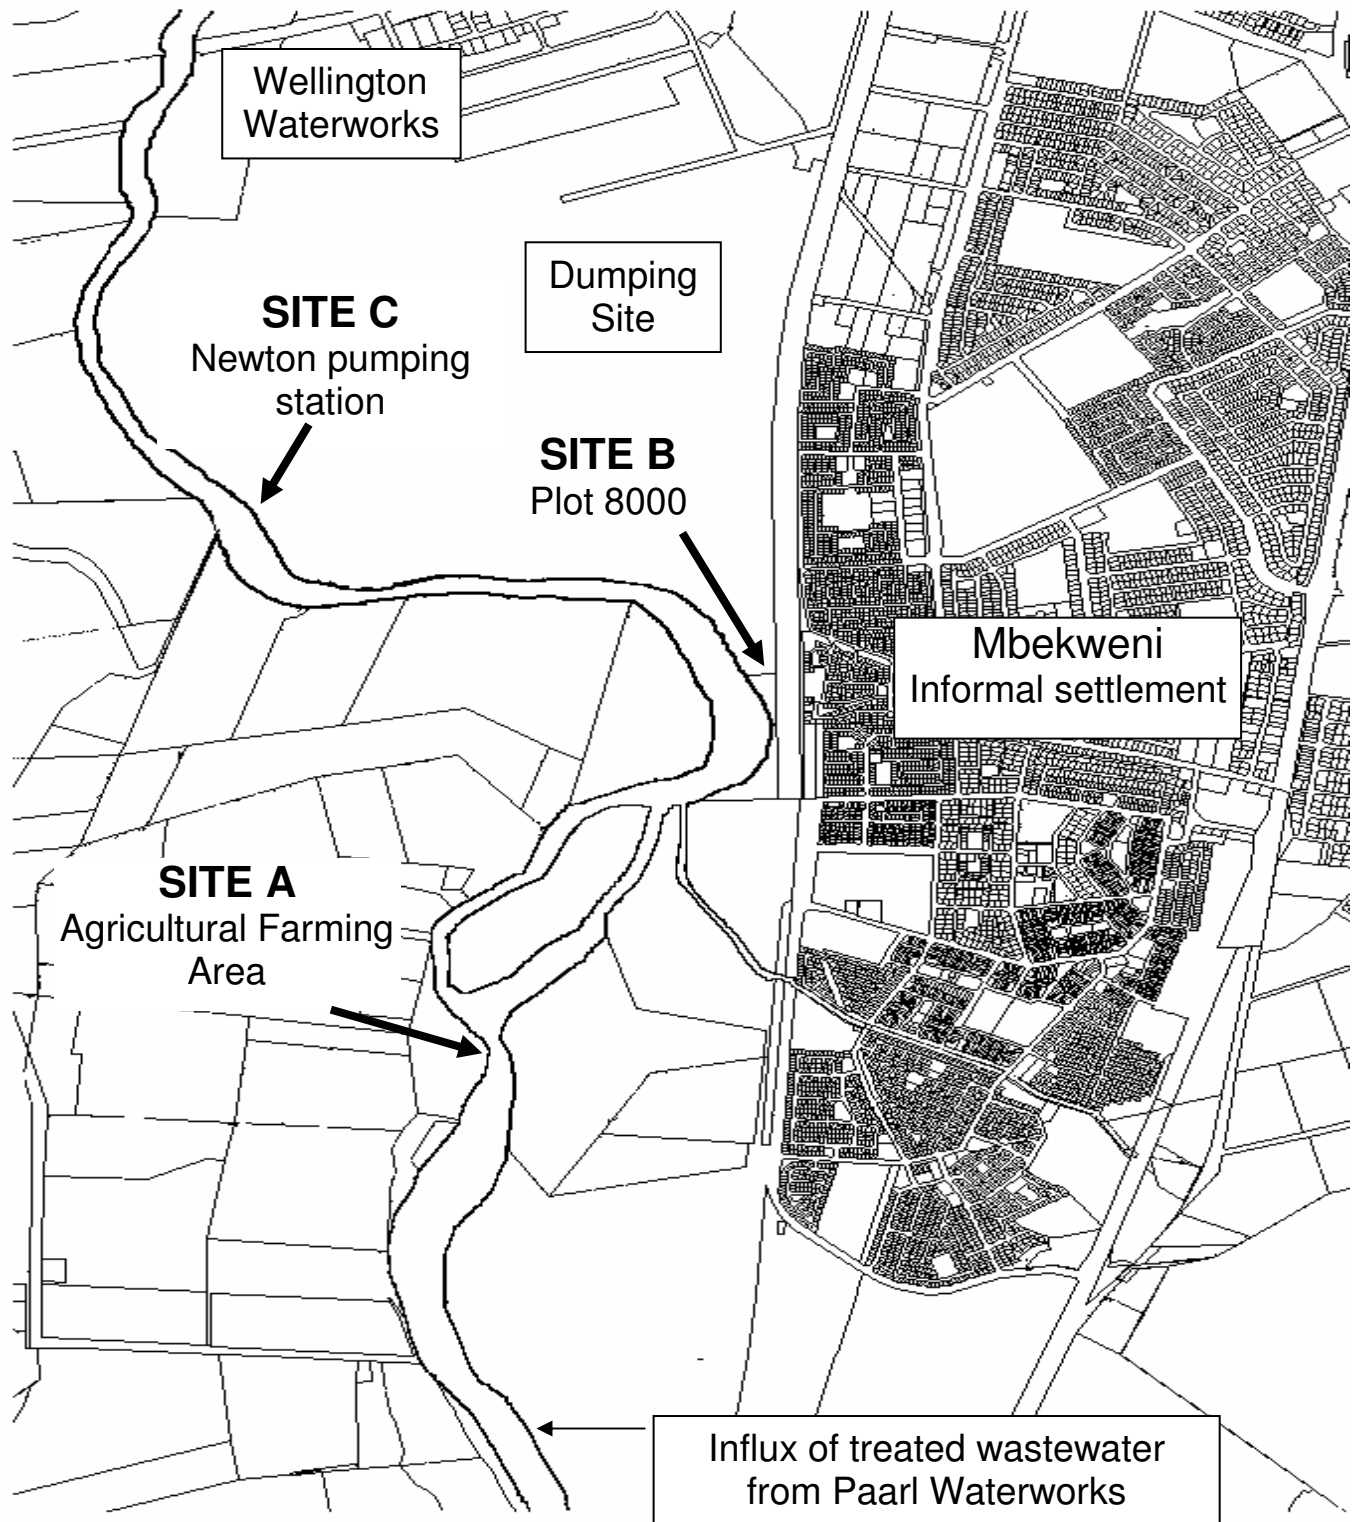 Wellington
Waterworks
Dumping
Site
SITE C
Newton pumping
station
SITE B
Plot 8000
Mbekweni
Informal settlement
SITE A
Agricultural Farming
Area
Influx of treated wastewater
from Paarl Waterworks